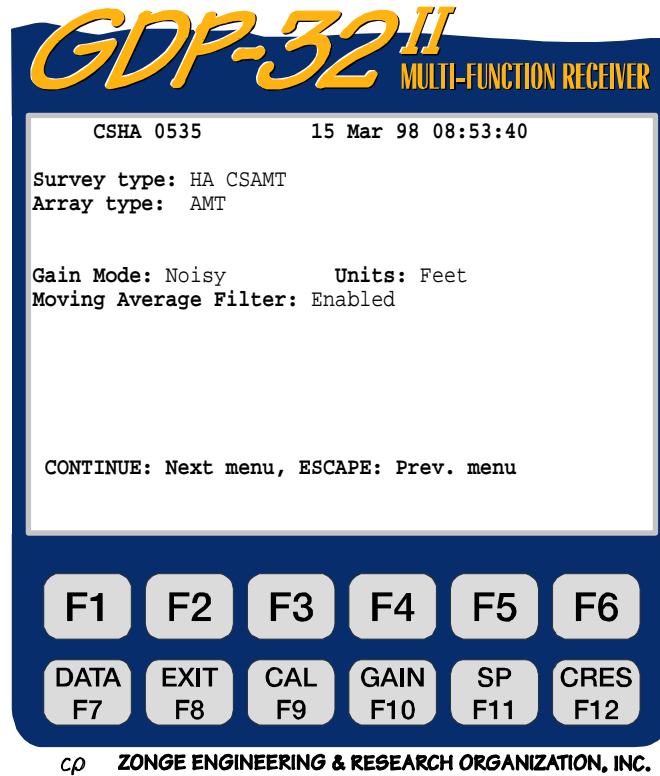 GDP-32 II
MULTI-FUNCTION RECEIVER
CSHA 0535 15 Mar 98 08:53:40
Survey type: HA CSAMT
Array type: AMT
Gain Mode: Noisy Units: Feet
Moving Average Filter: Enabled
CONTINUE: Next menu, ESCAPE: Prev. menu
F1 F2 F3 F4 F5 F6
DATA EXIT CAL GAIN SP CRES
F7 F8 F9 F10 F11 F12
cρ ZONGE ENGINEERING & RESEARCH ORGANIZATION, INC.